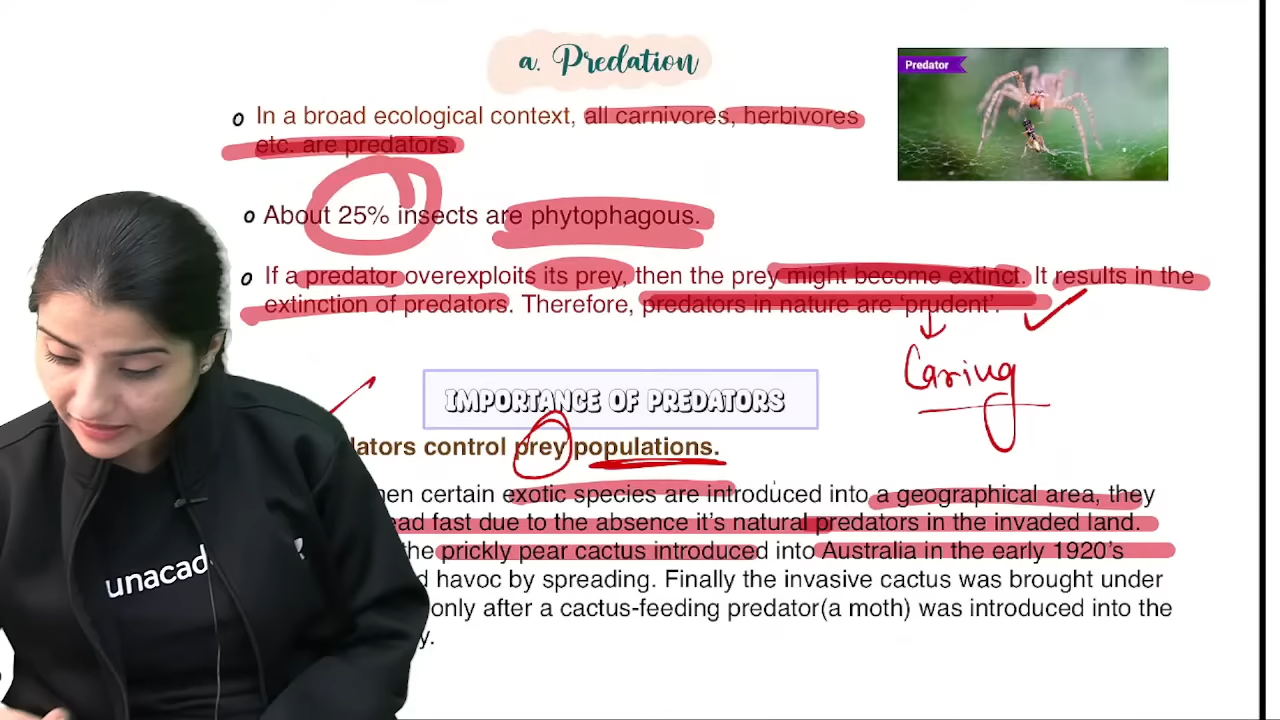 a. Predation
Predator
In a broad ecological context, all carnivores, herbivores
etc. are predators.
About 25% insects are phytophagous.
If a predator overexploits its prey, then the prey might become extinct. It results in the
extinction of predators. Therefore, predators in nature are ‘prudent’.
Caring
IMPORTANCE OF PREDATORS
ators control prey populations.
en certain exotic species are introduced into a geographical area, they
ead fast due to the absence it's natural predators in the invaded land.
he prickly pear cactus introduced into Australia in the early 1920's
d havoc by spreading. Finally the invasive cactus was brought under
only after a cactus-feeding predator(a moth) was introduced into the
y.
unacad